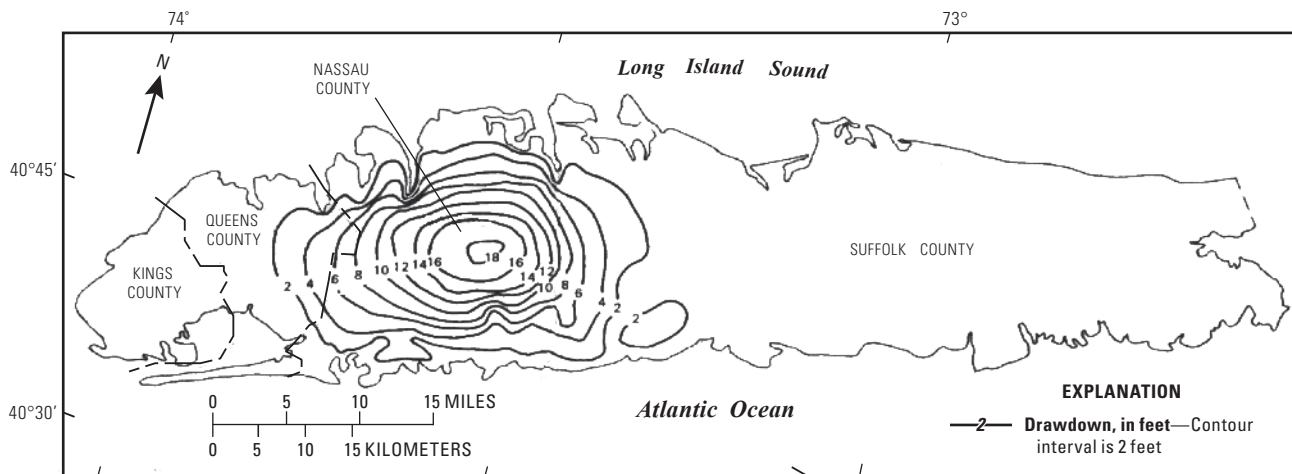 74°
73°
N
NASSAU
COUNTY
Long Island Sound
40°45′
QUEENS
COUNTY
KINGS
COUNTY
SUFFOLK COUNTY
2
4
6
8
10
12
14
16
18
16
14
12
10
8
6
4
2
2
40°30′
0 5 10 15 MILES
0 5 10 15 KILOMETERS
Atlantic Ocean
EXPLANATION
2 Drawdown, in feet—Contour
interval is 2 feet